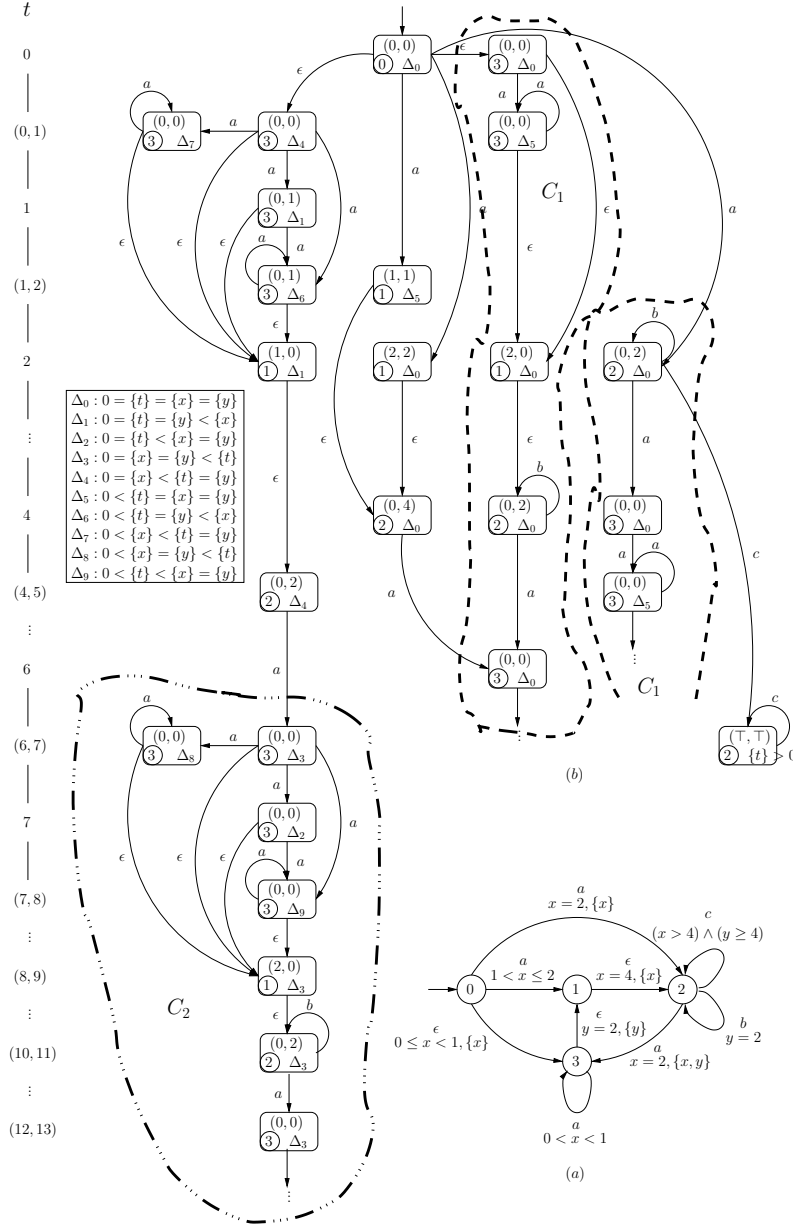 t
(0, 0)
0 Δ₀
ϵ
(0, 0)
3 Δ₀
0
ϵ
a
a
a
(0, 0)
3 Δ₇
a
(0, 0)
3 Δ₄
(0, 0)
3 Δ₅
(0, 1)
a
a
C₁
(0, 1)
3 Δ₁
1
a
a
ϵ
a
ϵ
ϵ
ϵ
a
a
ϵ
(0, 1)
3 Δ₆
(1, 1)
1 Δ₅
(1, 2)
ϵ
b
(1, 0)
1 Δ₁
(2, 2)
1 Δ₀
(2, 0)
1 Δ₀
(0, 2)
2 Δ₀
2
Δ₀ : 0 = {t} = {x} = {y}
Δ₁ : 0 = {t} = {y} < {x}
Δ₂ : 0 = {t} < {x} = {y}
Δ₃ : 0 = {x} = {y} < {t}
Δ₄ : 0 = {x} < {t} = {y}
Δ₅ : 0 < {t} = {x} = {y}
Δ₆ : 0 < {t} = {y} < {x}
Δ₇ : 0 < {x} < {t} = {y}
Δ₈ : 0 < {x} = {y} < {t}
Δ₉ : 0 < {t} < {x} = {y}
⋮
ϵ
ϵ
ϵ
ϵ
a
b
(0, 4)
2 Δ₀
(0, 2)
2 Δ₀
(0, 0)
3 Δ₀
4
a
a
c
(0, 2)
2 Δ₄
(0, 0)
3 Δ₅
(4, 5)
a
a
⋮
⋮
(0, 0)
3 Δ₀
6
a
C₁
a
c
(0, 0)
3 Δ₈
a
(0, 0)
3 Δ₃
⋮
(⊤, ⊤)
2 {t} > 0
(6, 7)
(b)
a
(0, 0)
3 Δ₂
7
a
ϵ
ϵ
ϵ
a
a
(0, 0)
3 Δ₉
(7, 8)
ϵ
⋮
(2, 0)
1 Δ₃
(8, 9)
C₂
ϵ
b
⋮
(0, 2)
2 Δ₃
(10, 11)
a
⋮
(0, 0)
3 Δ₃
(12, 13)
⋮
a
x = 2, {x}
c
(x > 4) ∧ (y ≥ 4)
a
1 < x ≤ 2
ϵ
x = 4, {x}
0
1
2
ϵ
0 ≤ x < 1, {x}
ϵ
y = 2, {y}
b
y = 2
a
x = 2, {x, y}
3
a
0 < x < 1
(a)